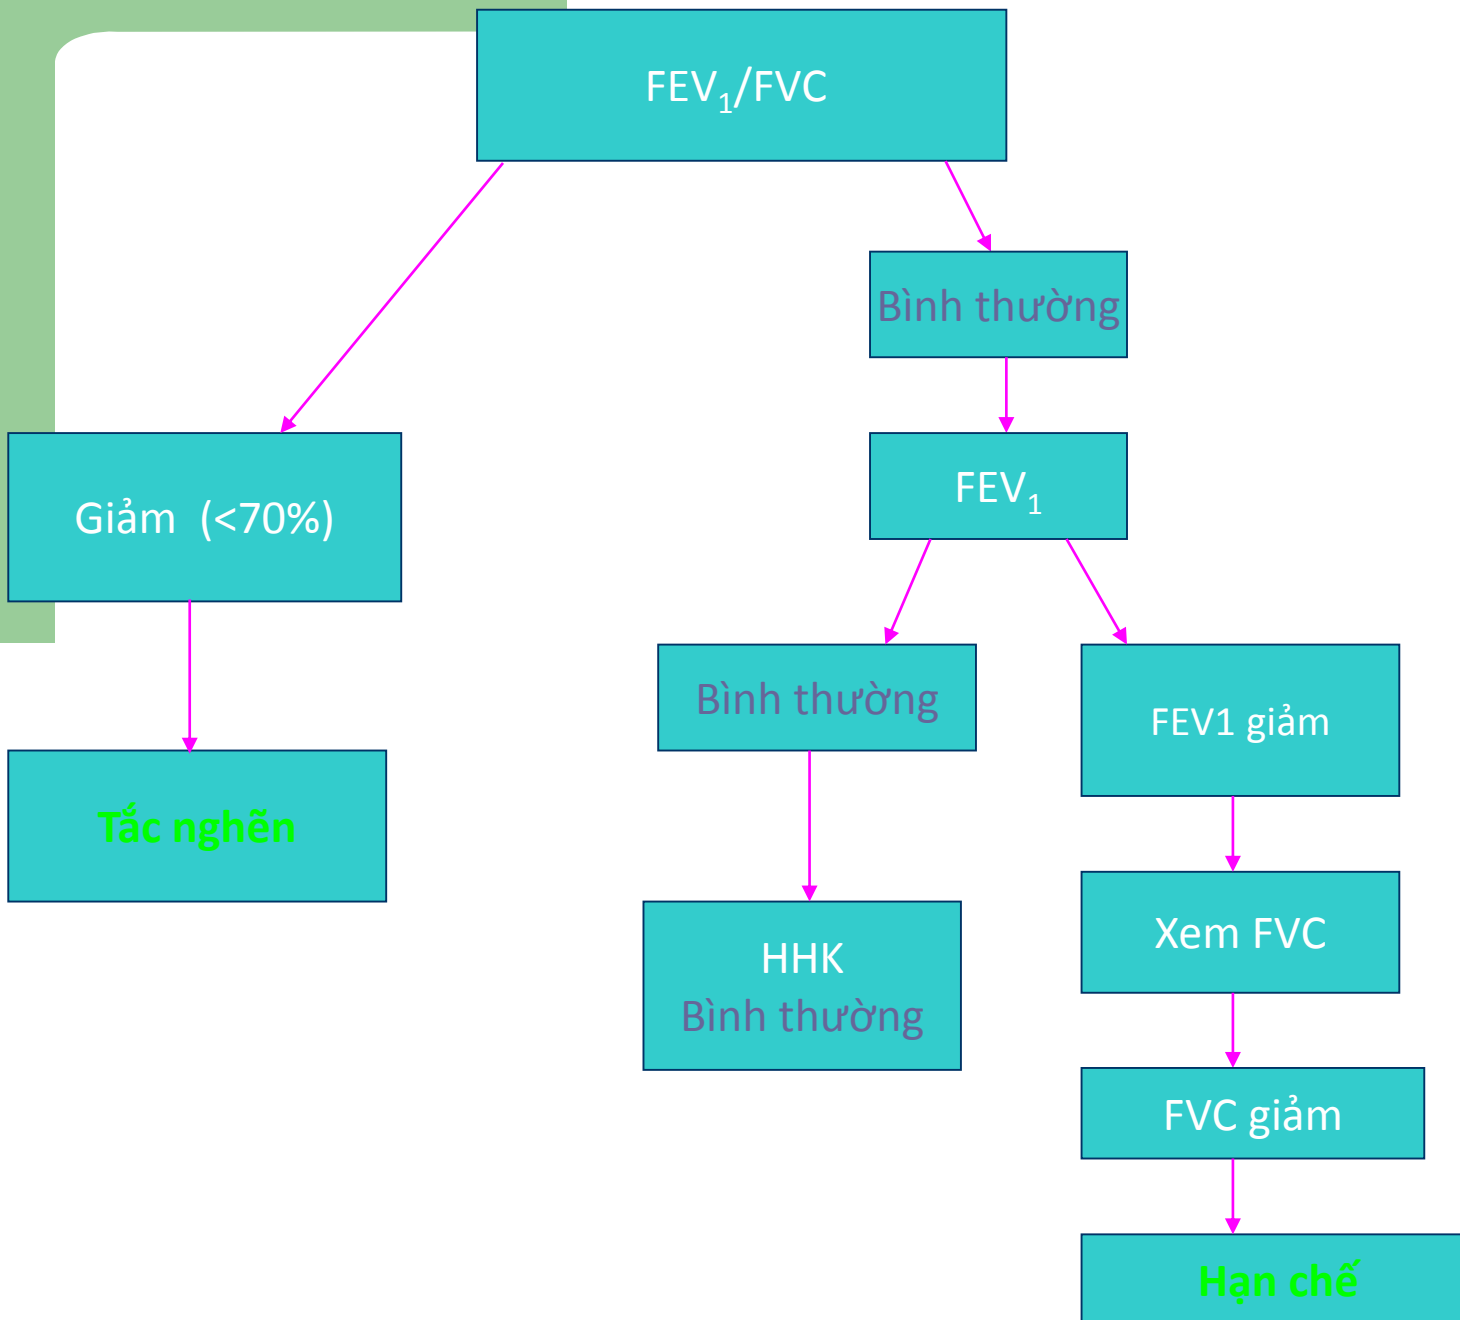 FEV₁/FVC
Bình thường
Giảm (<70%)
FEV₁
Bình thường
FEV1 giảm
Tắc nghẽn
Xem FVC
HHK
Bình thường
FVC giảm
Hạn chế